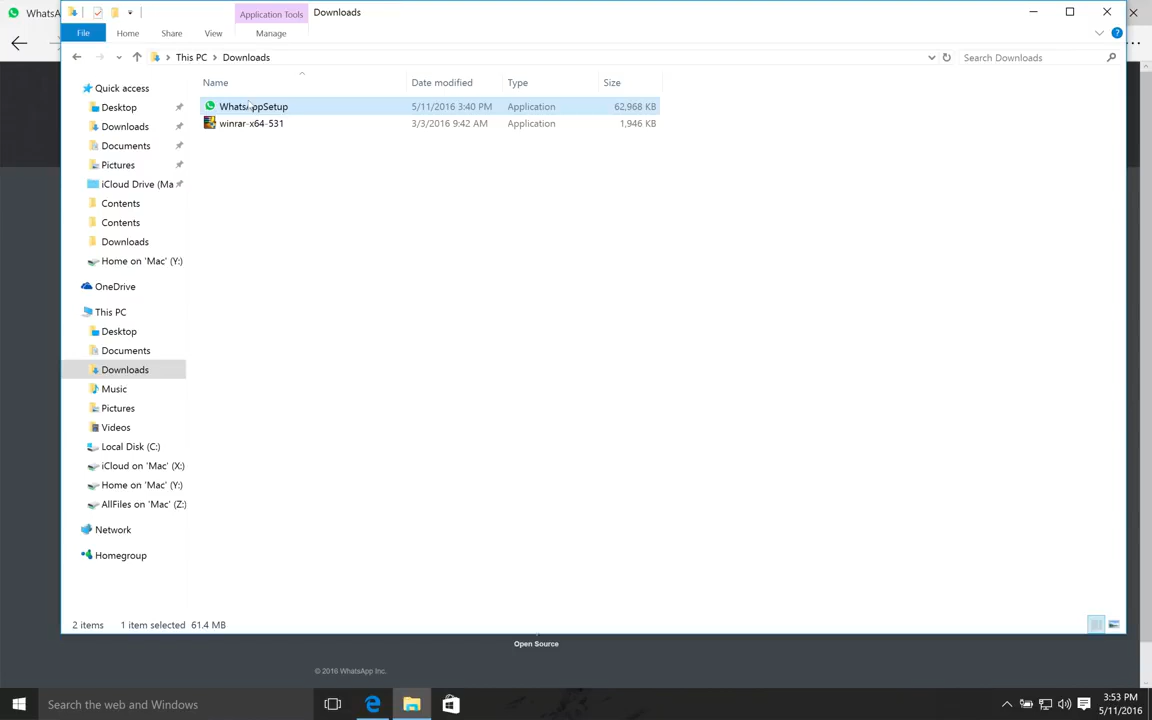 WhatsA
Application Tools
Downloads
File
Home
Share
View
Manage
This PC
Downloads
Search Downloads
Name
Date modified
Type
Size
WhatsAppSetup
5/11/2016 3:40 PM
Application
62,968 KB
winrar-x64-531
3/3/2016 9:42 AM
Application
1,946 KB
Quick access
Desktop
Downloads
Documents
Pictures
iCloud Drive (Ma
Contents
Contents
Downloads
Home on 'Mac' (Y:)
OneDrive
This PC
Desktop
Documents
Downloads
Music
Pictures
Videos
Local Disk (C:)
iCloud on 'Mac' (X:)
Home on 'Mac' (Y:)
AllFiles on 'Mac' (Z:)
Network
Homegroup
2 items
1 item selected 61.4 MB
Open Source
© 2016 WhatsApp Inc.
Search the web and Windows
3:53 PM
5/11/2016